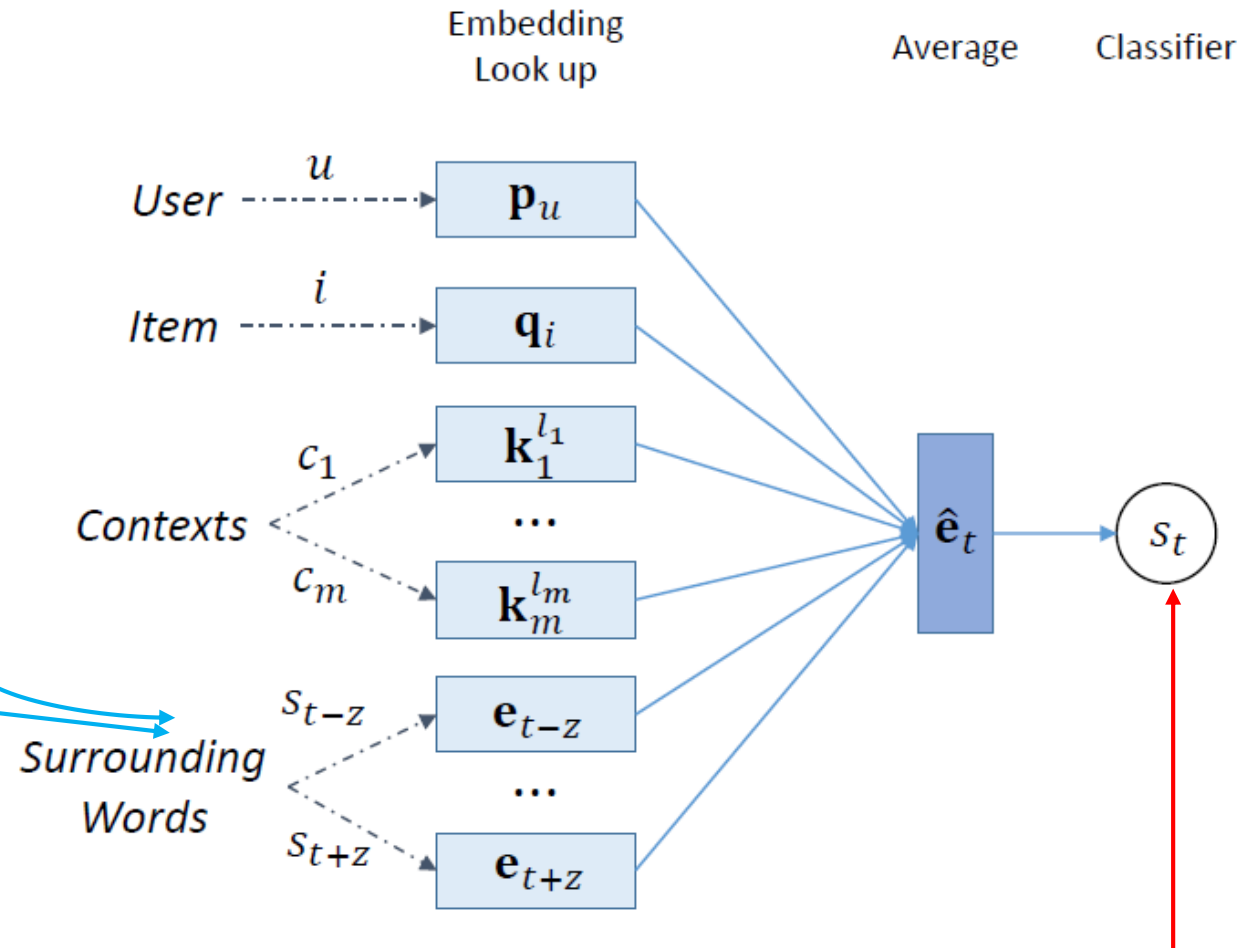 Embedding
Look up
Average
Classifier
User
u
𝐩_u
Item
i
𝐪_i
Contexts
c_1
𝐤_1^{l_1}
...
c_m
𝐤_m^{l_m}
ê_t
s_t
Surrounding
Words
s_{t−z}
𝐞_{t−z}
...
s_{t+z}
𝐞_{t+z}